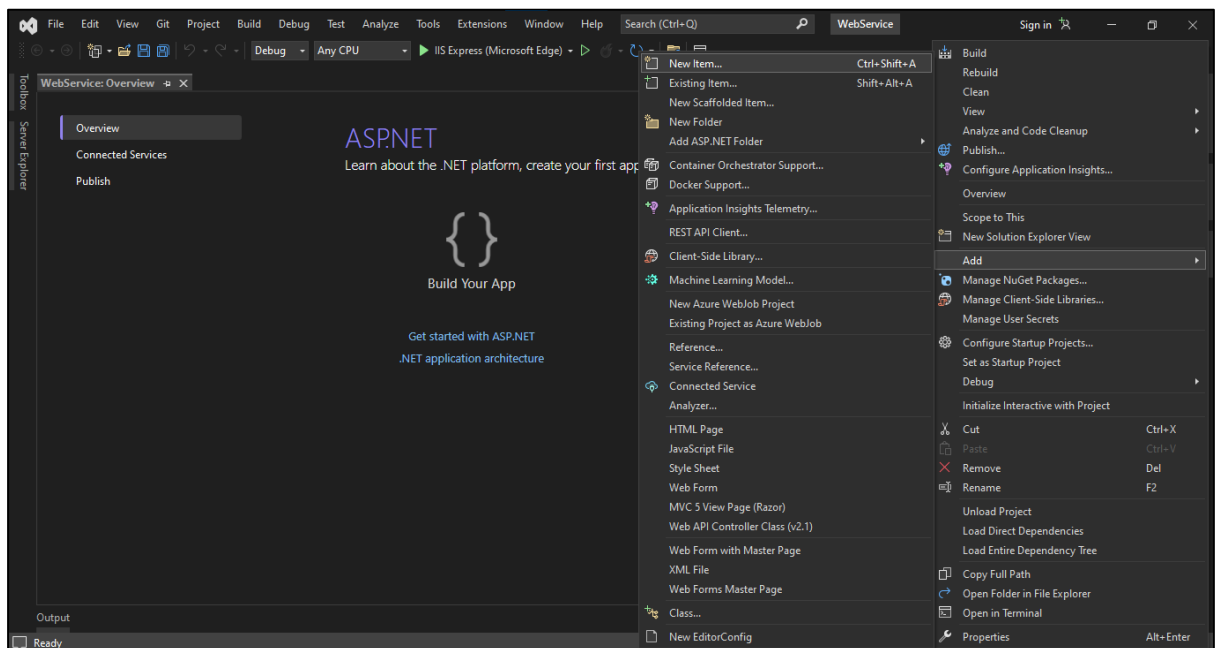 File Edit View Git Project Build Debug Test Analyze Tools Extensions Window Help Search (Ctrl+Q) WebService Sign in
Debug Any CPU IIS Express (Microsoft Edge)
Toolbox
Server Explorer
WebService: Overview
Overview
Connected Services
Publish
ASP.NET
Learn about the .NET platform, create your first app
{ }
Build Your App
Get started with ASP.NET
.NET application architecture
Output
Ready
New Item... Ctrl+Shift+A
Existing Item... Shift+Alt+A
New Scaffolded Item...
New Folder
Add ASP.NET Folder
Container Orchestrator Support...
Docker Support...
Application Insights Telemetry...
REST API Client...
Client-Side Library...
Machine Learning Model...
New Azure WebJob Project
Existing Project as Azure WebJob
Reference...
Service Reference...
Connected Service
Analyzer...
HTML Page
JavaScript File
Style Sheet
Web Form
MVC 5 View Page (Razor)
Web API Controller Class (v2.1)
Web Form with Master Page
XML File
Web Forms Master Page
Class...
New EditorConfig
Build
Rebuild
Clean
View
Analyze and Code Cleanup
Publish...
Configure Application Insights...
Overview
Scope to This
New Solution Explorer View
Add
Manage NuGet Packages...
Manage Client-Side Libraries...
Manage User Secrets
Configure Startup Projects...
Set as Startup Project
Debug
Initialize Interactive with Project
Cut Ctrl+X
Paste Ctrl+V
Remove Del
Rename F2
Unload Project
Load Direct Dependencies
Load Entire Dependency Tree
Copy Full Path
Open Folder in File Explorer
Open in Terminal
Properties Alt+Enter